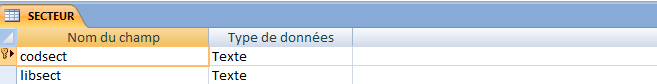 SECTEUR
Nom du champ Type de données
codsect Texte
libsect Texte